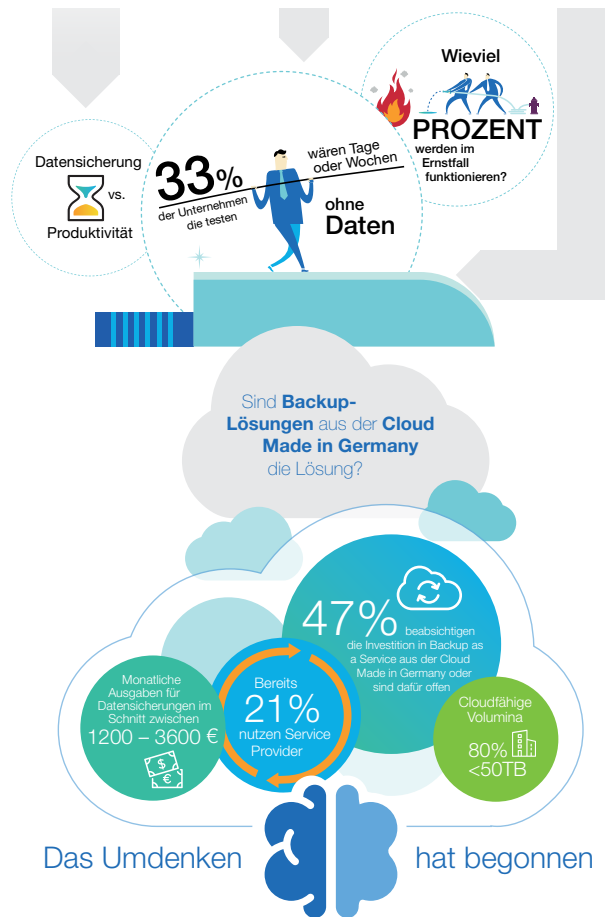 Wieviel
PROZENT
werden im
Ernstfall
funktionieren?
Datensicherung
vs.
Produktivität
33%
der Unternehmen
die testen
wären Tage
oder Wochen
ohne
Daten
Sind Backup-
Lösungen aus der Cloud
Made in Germany
die Lösung?
47% beabsichtigen
die Investition in Backup as
a Service aus der Cloud
Made in Germany oder
sind dafür offen
Monatliche
Ausgaben für
Datensicherungen im
Schnitt zwischen
1200 – 3600 €
$
€
Bereits
21%
nutzen Service
Provider
Cloudfähige
Volumina
80%
<50TB
Das Umdenken hat begonnen